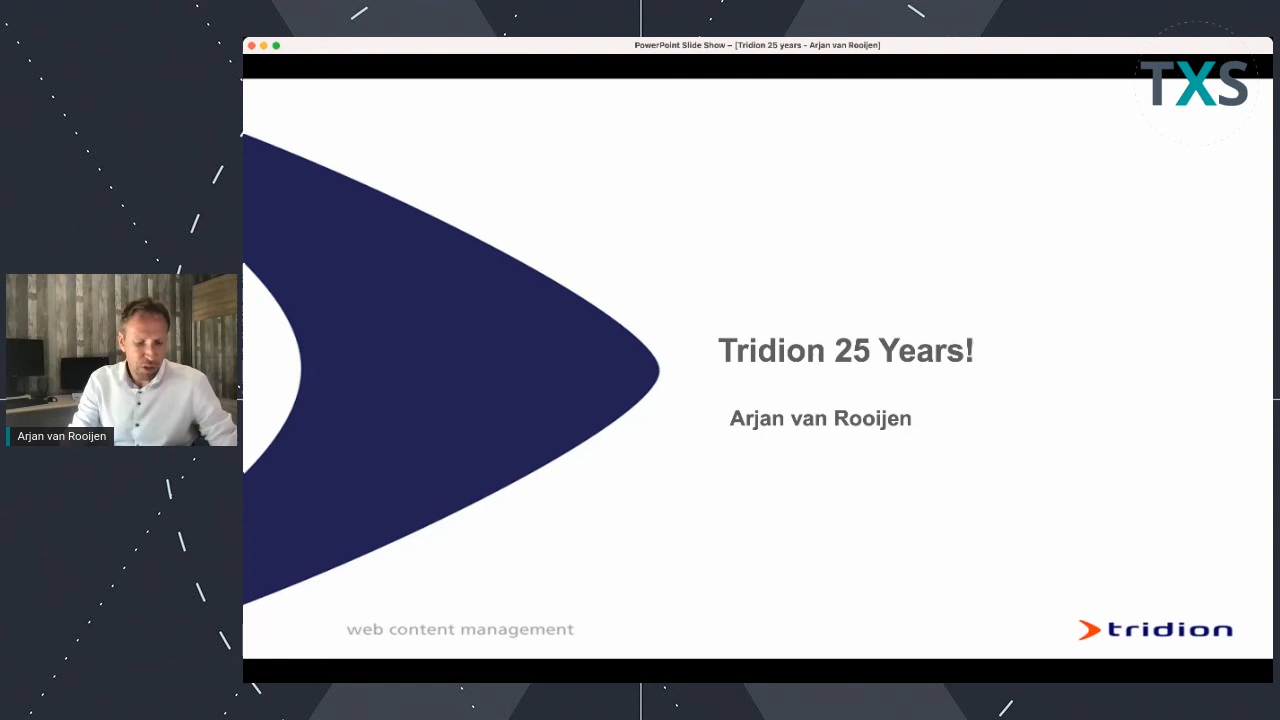 PowerPoint Slide Show – [Tridion 25 years - Arjan van Rooijen]
TXS
Tridion 25 Years!
Arjan van Rooijen
Arjan van Rooijen
web content management
tridion